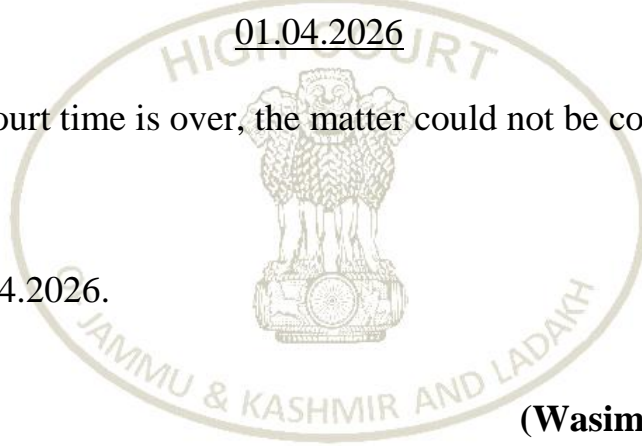 01.04.2026
HIGH COURT
ourt time is over, the matter could not be co
4.2026.
JAMMU & KASHMIR AND LADAKH
(Wasim